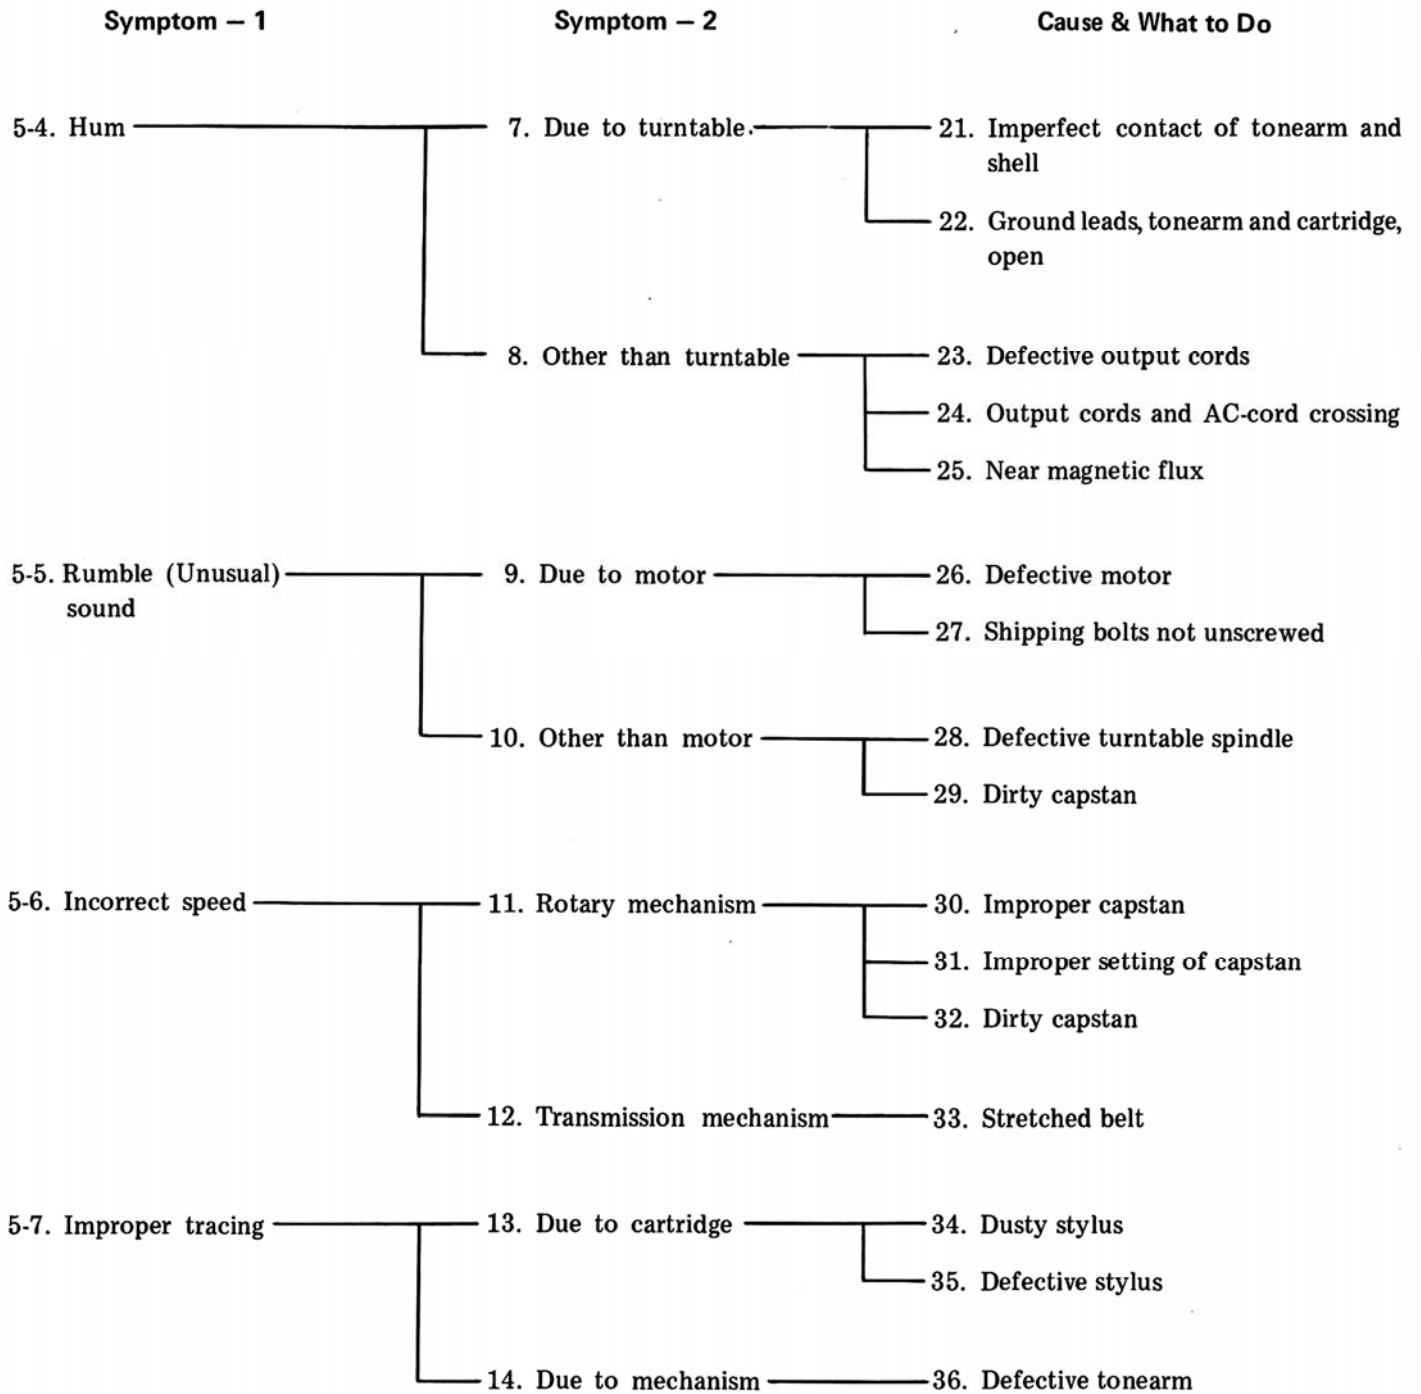 Symptom — 1 Symptom — 2 Cause & What to Do
5-4. Hum 7. Due to turntable. 21. Imperfect contact of tonearm and
shell
22. Ground leads, tonearm and cartridge,
open
8. Other than turntable 23. Defective output cords
24. Output cords and AC-cord crossing
25. Near magnetic flux
5-5. Rumble (Unusual) 9. Due to motor 26. Defective motor
sound 27. Shipping bolts not unscrewed
10. Other than motor 28. Defective turntable spindle
29. Dirty capstan
5-6. Incorrect speed 11. Rotary mechanism 30. Improper capstan
31. Improper setting of capstan
32. Dirty capstan
12. Transmission mechanism 33. Stretched belt
5-7. Improper tracing 13. Due to cartridge 34. Dusty stylus
35. Defective stylus
14. Due to mechanism 36. Defective tonearm